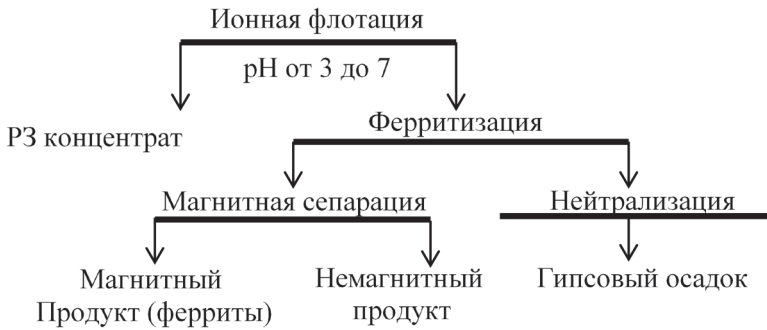 Ионная флотация
pH от 3 до 7
РЗ концентрат
Ферритизация
Магнитная сепарация
Нейтрализация
Магнитный
Продукт (ферриты)
Немагнитный
продукт
Гипсовый осадок